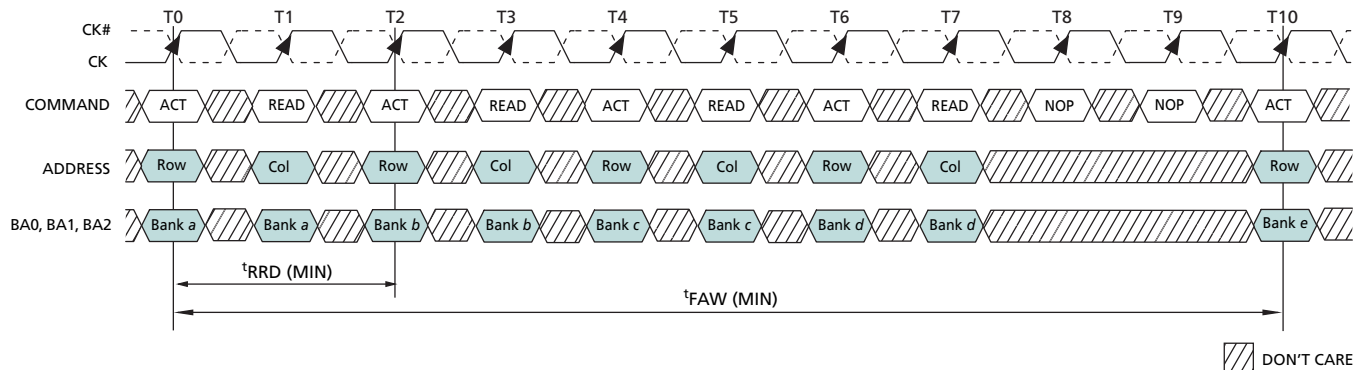 T0 T1 T2 T3 T4 T5 T6 T7 T8 T9 T10
CK#
CK
COMMAND ACT READ ACT READ ACT READ ACT READ NOP NOP ACT
ADDRESS Row Col Row Col Row Col Row Col Row
BA0, BA1, BA2 Bank a Bank a Bank b Bank b Bank c Bank c Bank d Bank d Bank e
tRRD (MIN)
tFAW (MIN)
DON'T CARE